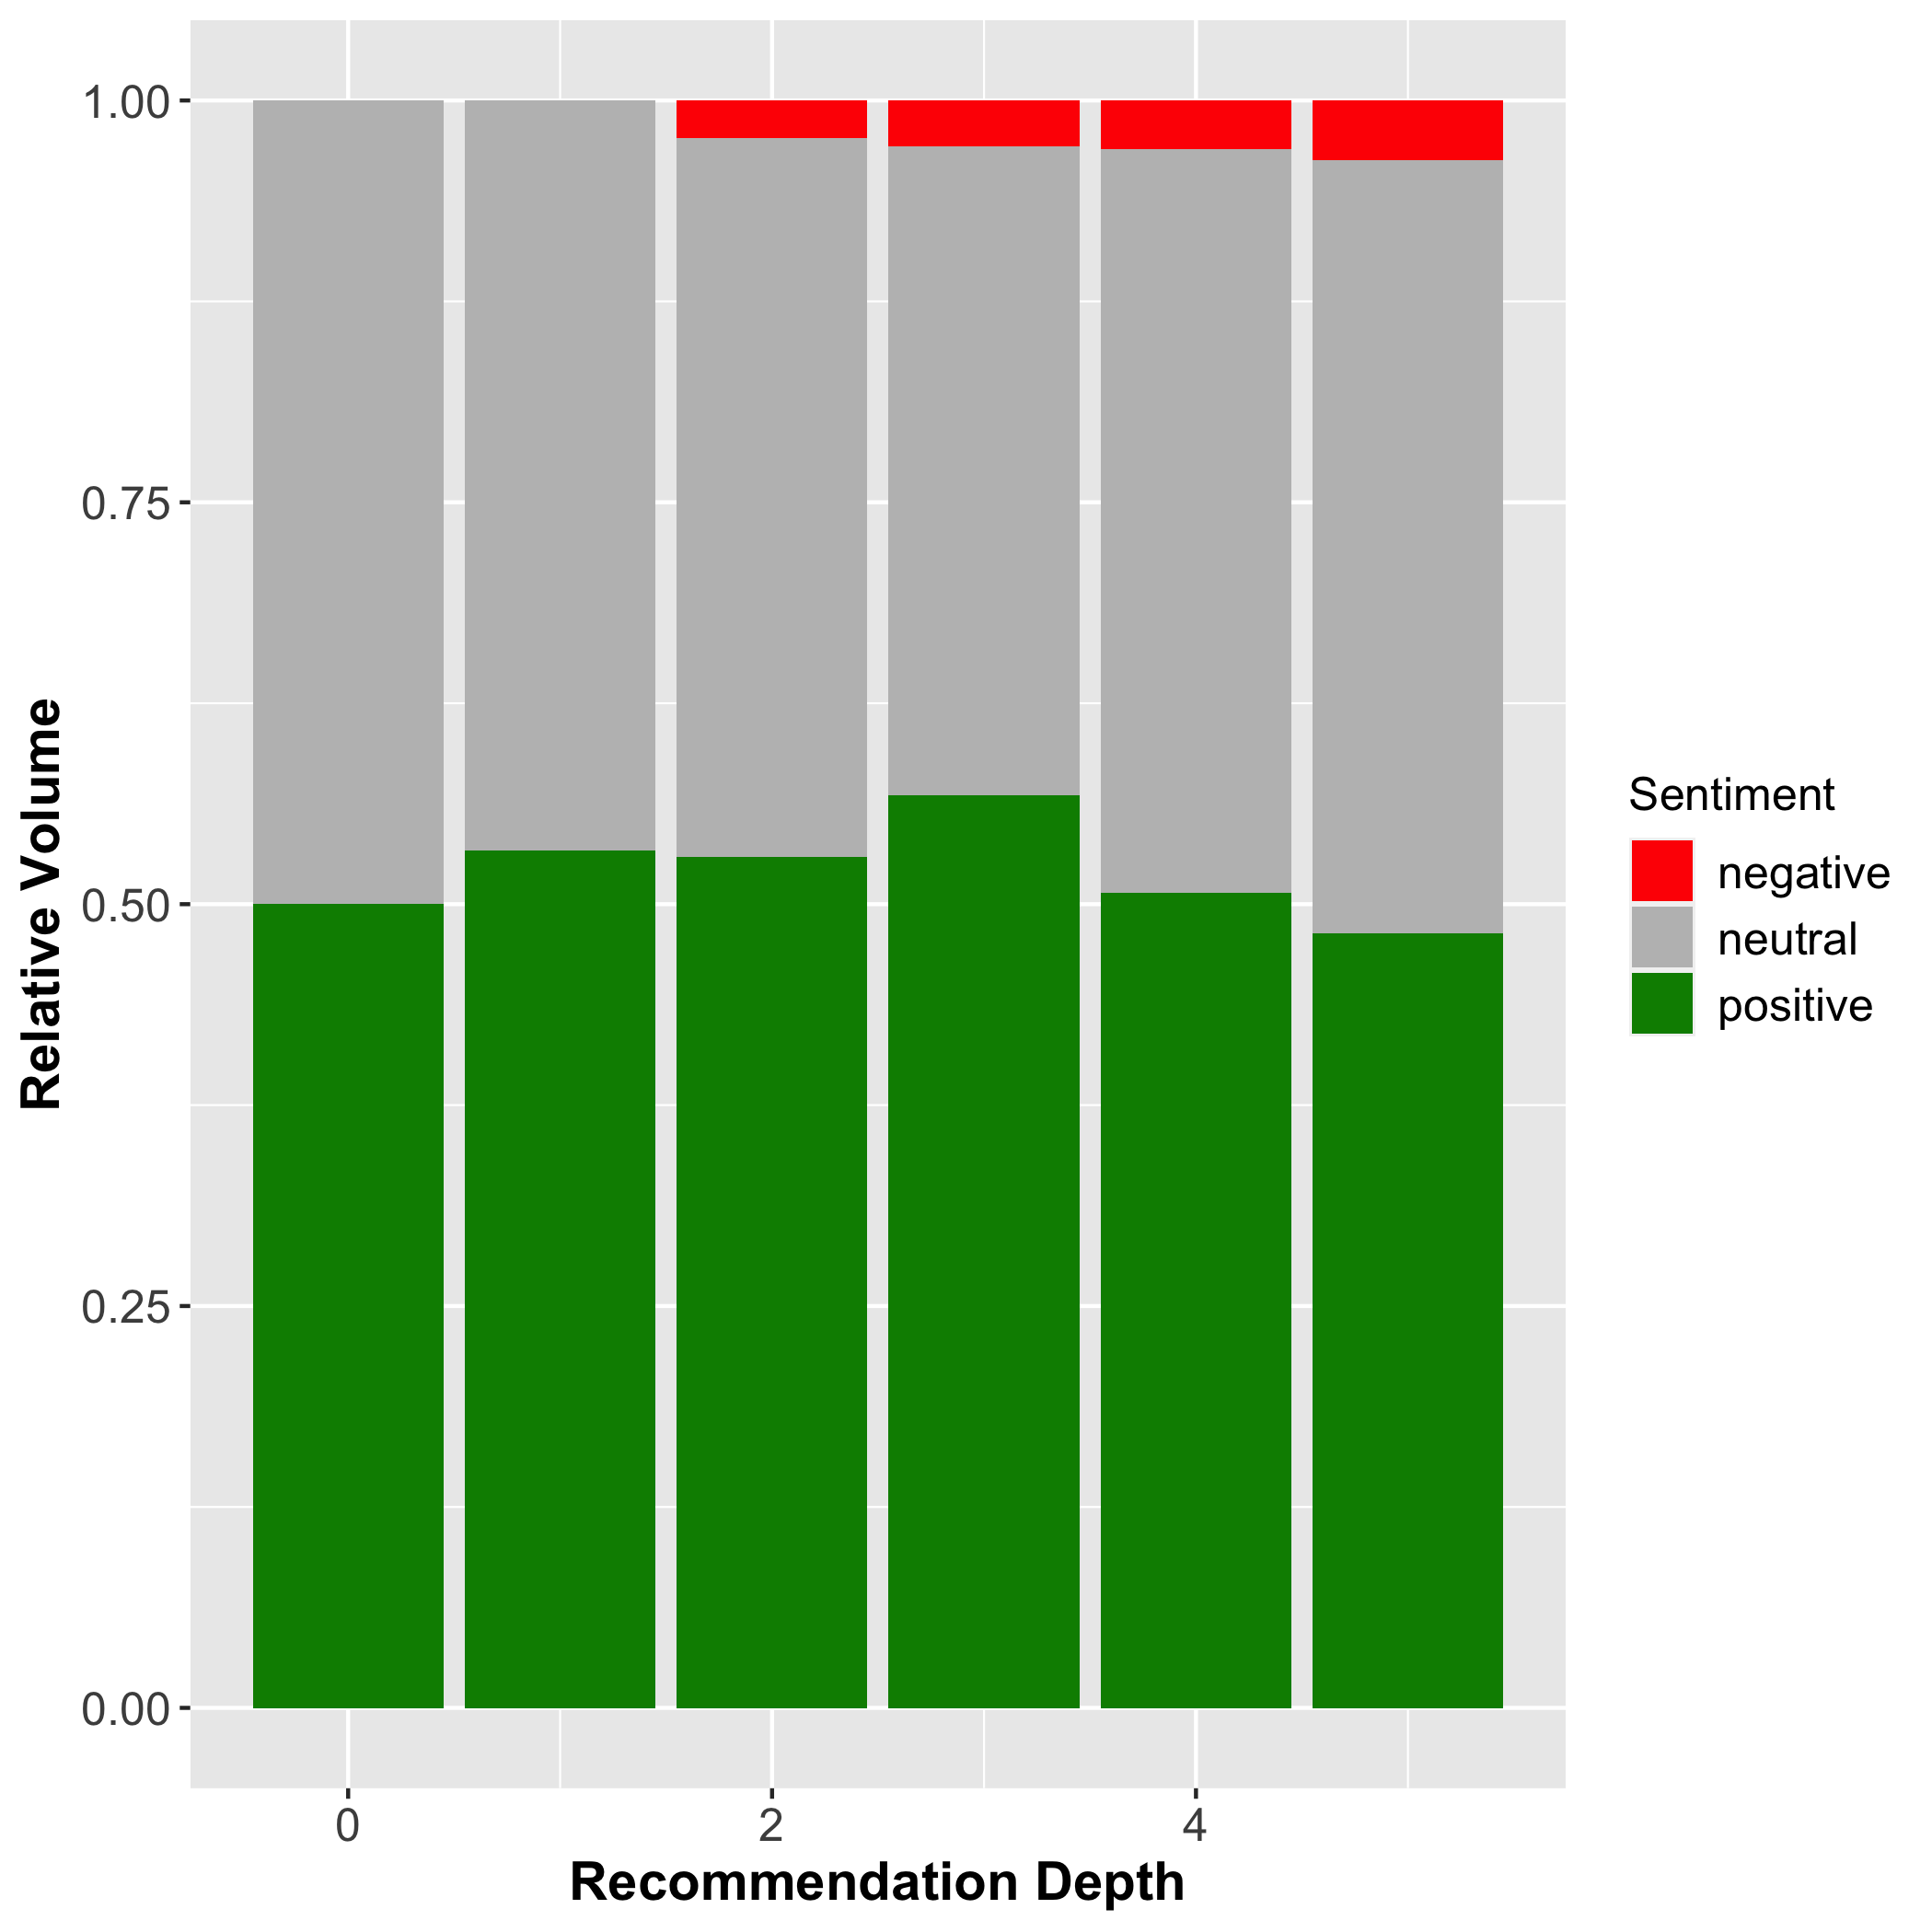 1.00
0.75
0.50
0.25
0.00
Relative Volume
0
2
4
Recommendation Depth
Sentiment
negative
neutral
positive